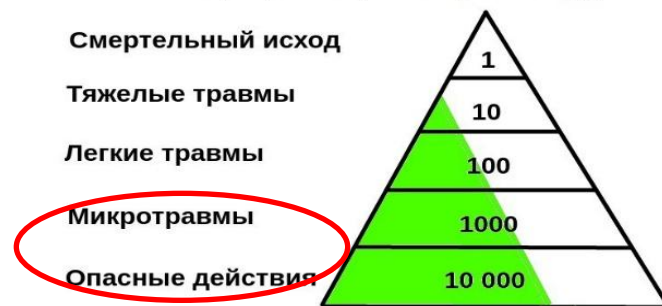 Смертельный исход
1
Тяжелые травмы
10
Легкие травмы
100
Микротравмы
1000
Опасные действия
10 000